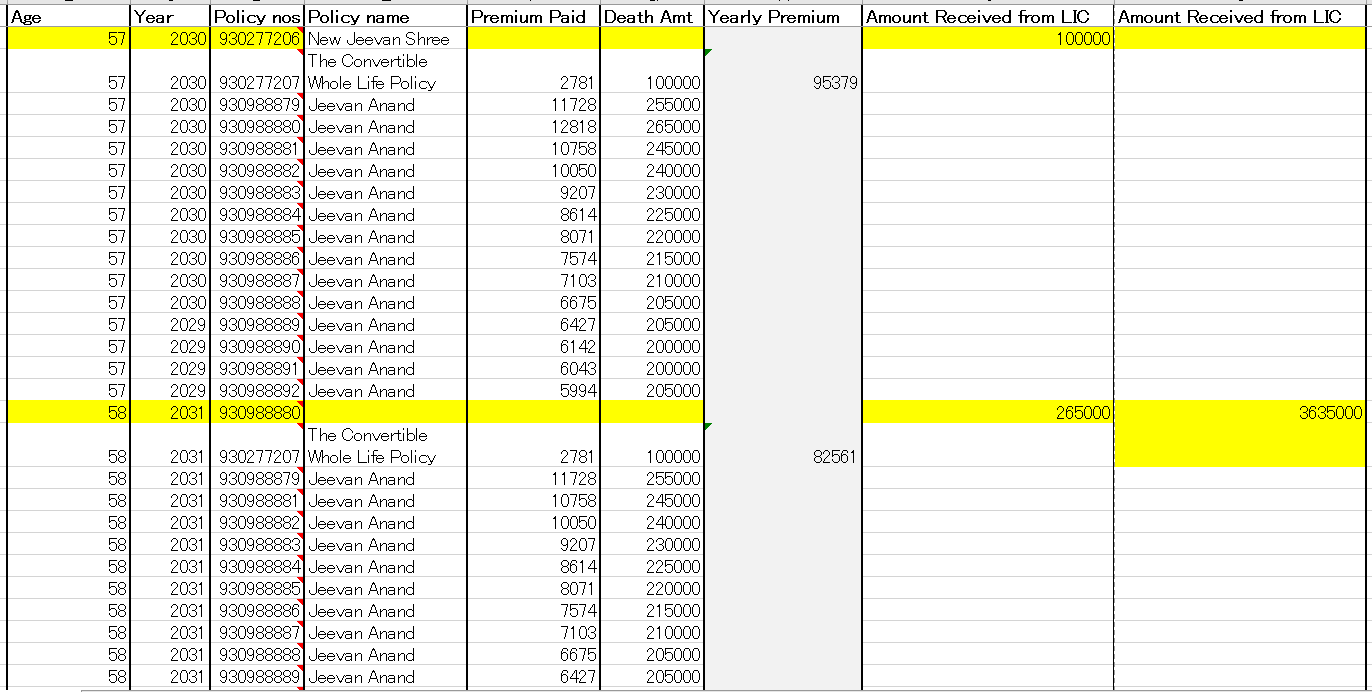 Age Year Policy nos Policy name Premium Paid Death Amt Yearly Premium Amount Received from LIC Amount Received from LIC
57 2030 930277206 New Jeevan Shree 100000
The Convertible
57 2030 930277207 Whole Life Policy 2781 100000 95379
57 2030 930988879 Jeevan Anand 11728 255000
57 2030 930988880 Jeevan Anand 12818 265000
57 2030 930988881 Jeevan Anand 10758 245000
57 2030 930988882 Jeevan Anand 10050 240000
57 2030 930988883 Jeevan Anand 9207 230000
57 2030 930988884 Jeevan Anand 8614 225000
57 2030 930988885 Jeevan Anand 8071 220000
57 2030 930988886 Jeevan Anand 7574 215000
57 2030 930988887 Jeevan Anand 7103 210000
57 2030 930988888 Jeevan Anand 6675 205000
57 2029 930988889 Jeevan Anand 6427 205000
57 2029 930988890 Jeevan Anand 6142 200000
57 2029 930988891 Jeevan Anand 6043 200000
57 2029 930988892 Jeevan Anand 5994 205000
58 2031 930988880 265000 3635000
The Convertible
58 2031 930277207 Whole Life Policy 2781 100000 82561
58 2031 930988879 Jeevan Anand 11728 255000
58 2031 930988881 Jeevan Anand 10758 245000
58 2031 930988882 Jeevan Anand 10050 240000
58 2031 930988883 Jeevan Anand 9207 230000
58 2031 930988884 Jeevan Anand 8614 225000
58 2031 930988885 Jeevan Anand 8071 220000
58 2031 930988886 Jeevan Anand 7574 215000
58 2031 930988887 Jeevan Anand 7103 210000
58 2031 930988888 Jeevan Anand 6675 205000
58 2031 930988889 Jeevan Anand 6427 205000